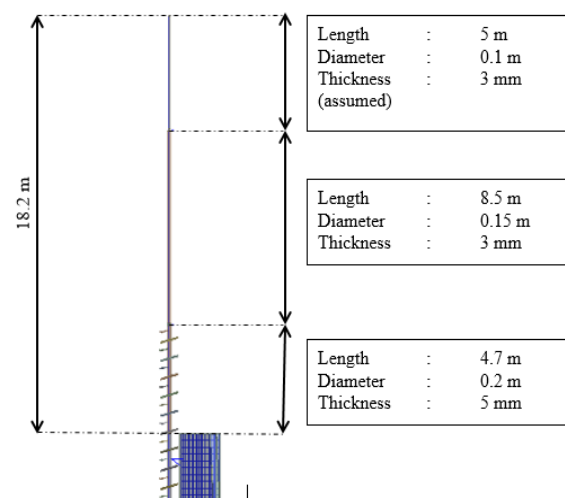 Length : 5 m
Diameter : 0.1 m
Thickness : 3 mm
(assumed)
18.2 m
Length : 8.5 m
Diameter : 0.15 m
Thickness : 3 mm
Length : 4.7 m
Diameter : 0.2 m
Thickness : 5 mm